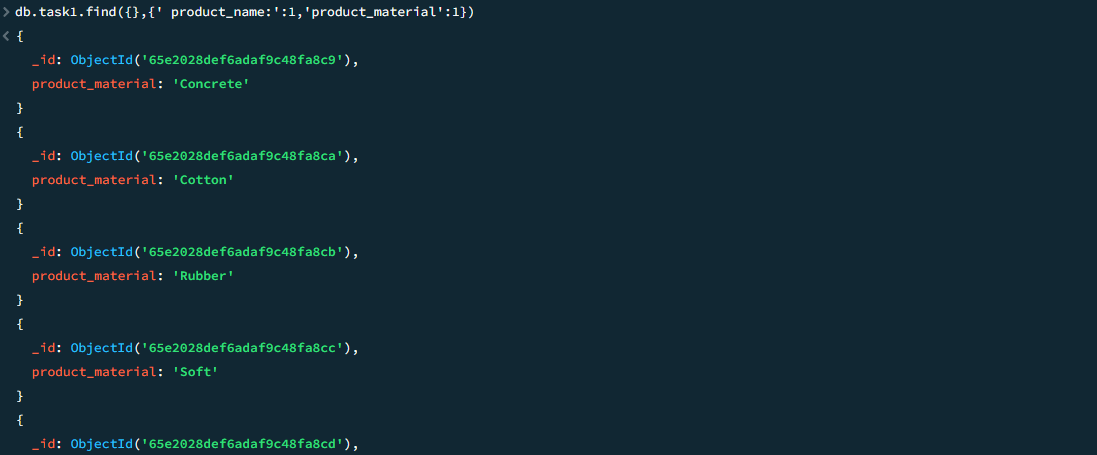 db.task1.find({},{' product_name:':1,'product_material':1})
{
_id: ObjectId('65e2028def6adaf9c48fa8c9'),
product_material: 'Concrete'
}
{
_id: ObjectId('65e2028def6adaf9c48fa8ca'),
product_material: 'Cotton'
}
{
_id: ObjectId('65e2028def6adaf9c48fa8cb'),
product_material: 'Rubber'
}
{
_id: ObjectId('65e2028def6adaf9c48fa8cc'),
product_material: 'Soft'
}
{
_id: ObjectId('65e2028def6adaf9c48fa8cd'),